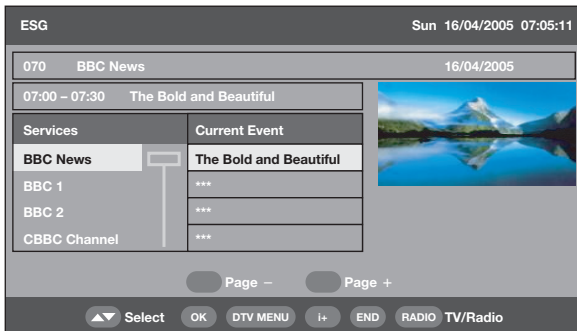 ESG Sun 16/04/2005 07:05:11
070 BBC News 16/04/2005
07:00 – 07:30 The Bold and Beautiful
Services Current Event
BBC News The Bold and Beautiful
BBC 1 ***
BBC 2 ***
CBBC Channel ***
Page – Page +
Select OK DTV MENU i+ END RADIO TV/Radio